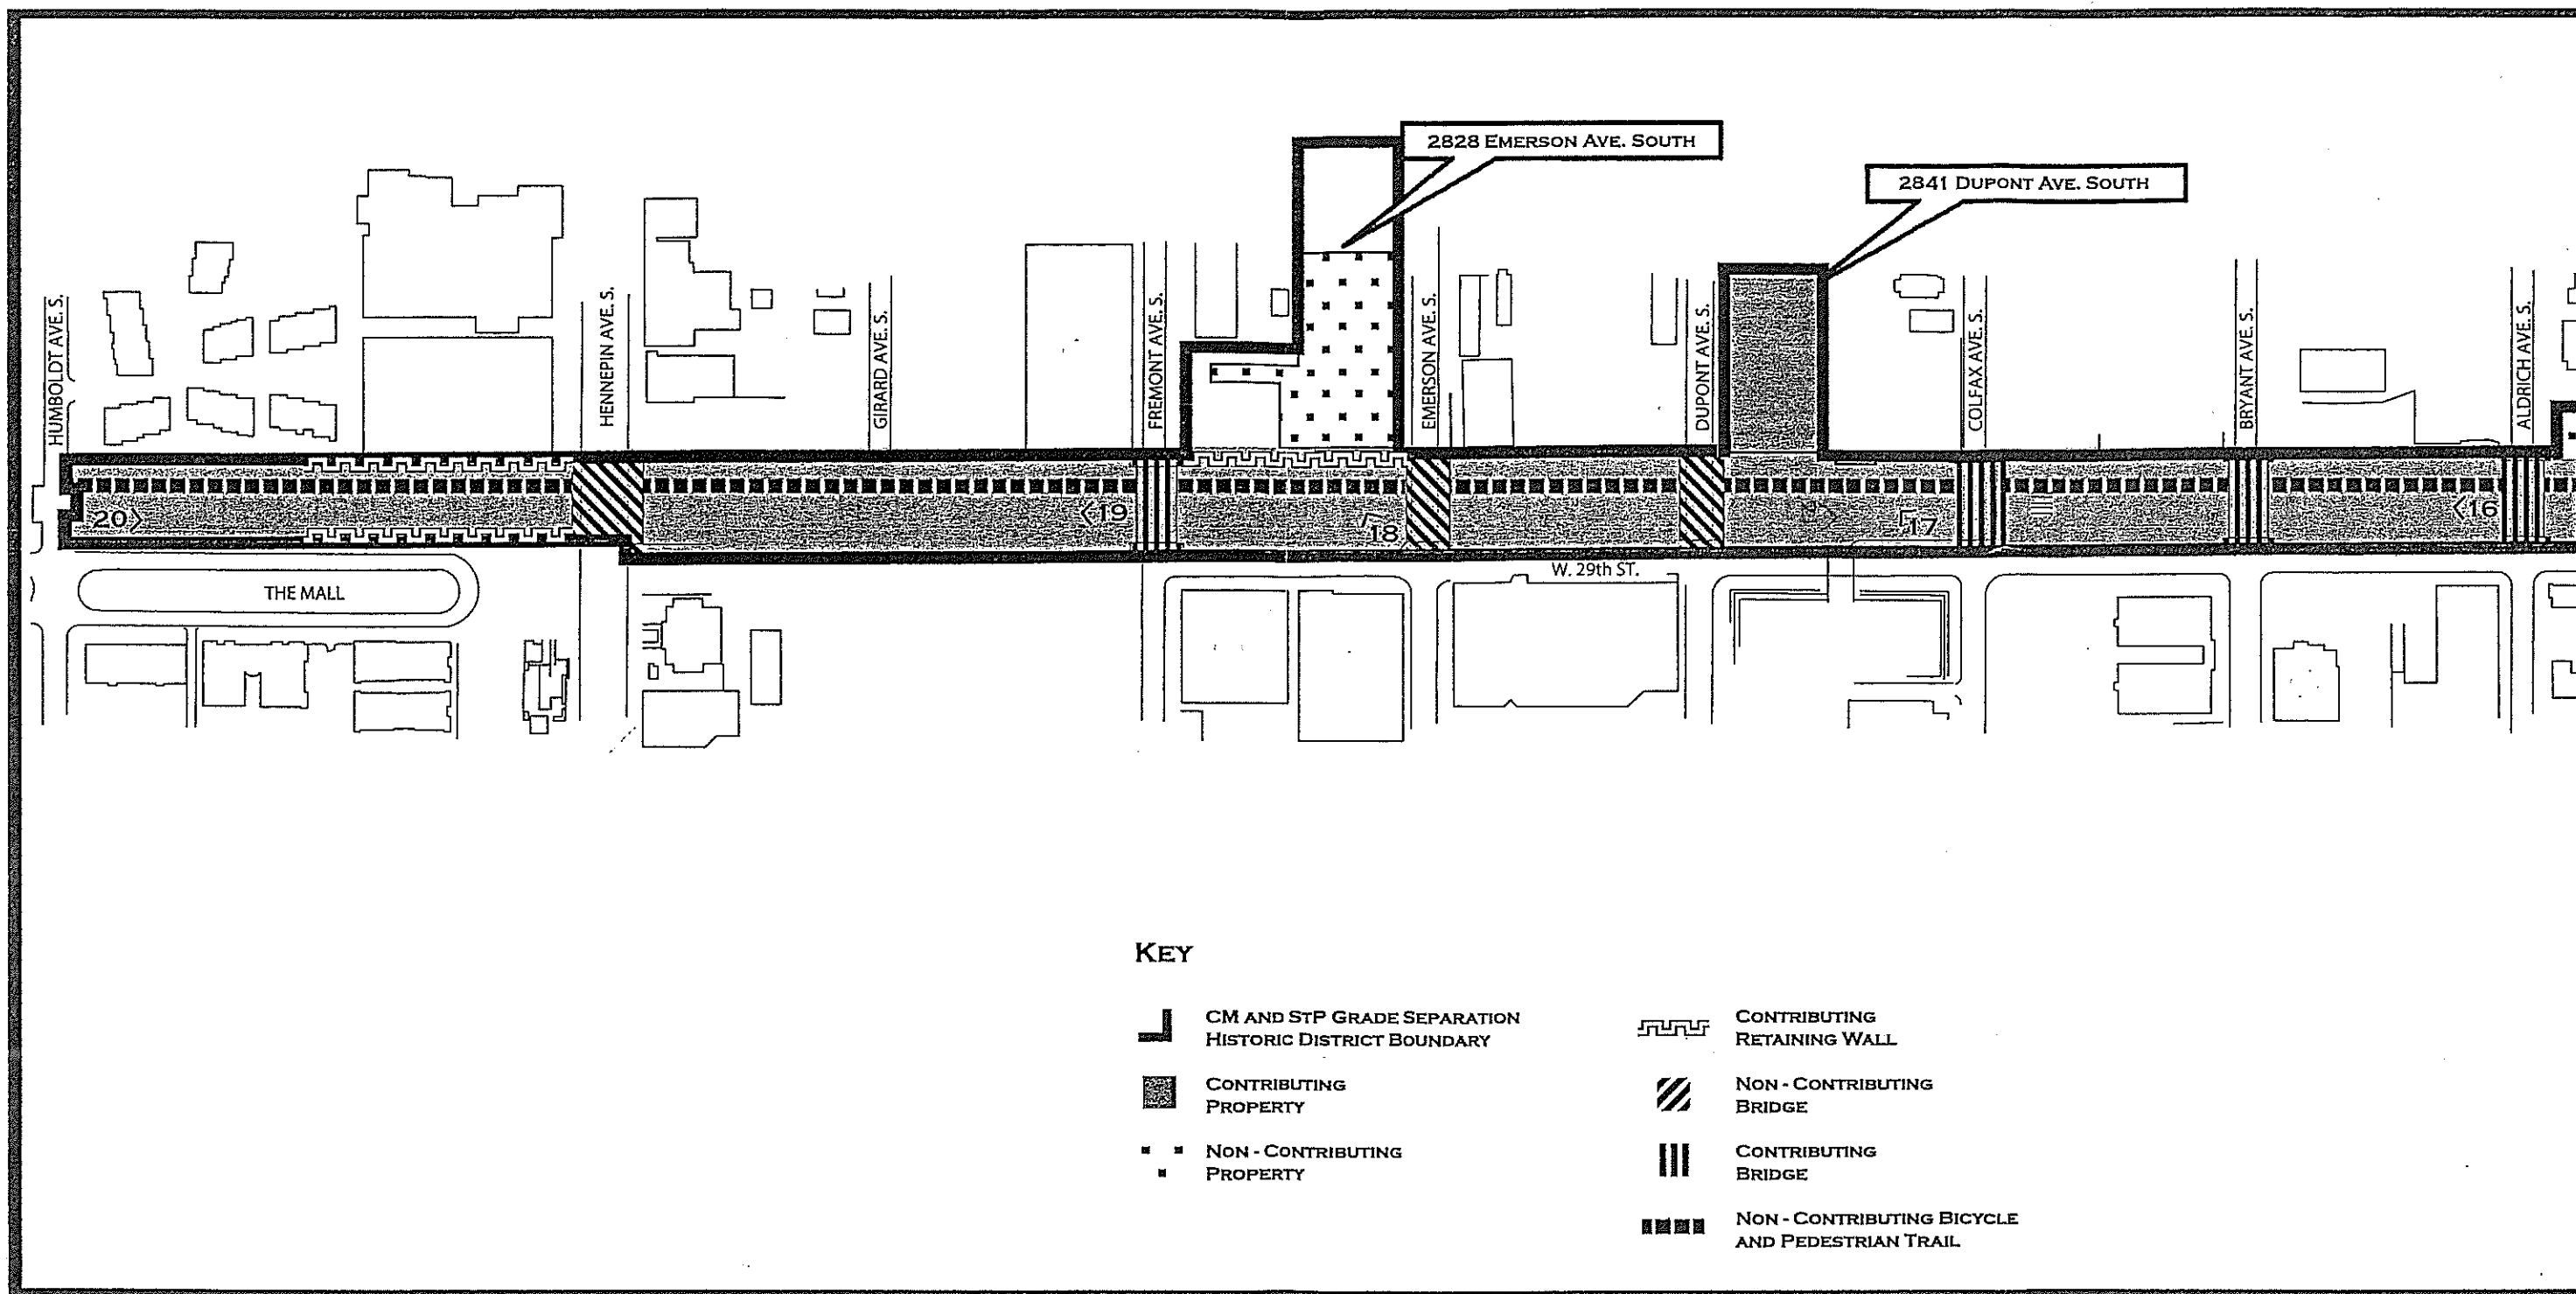 2828 EMERSON AVE. SOUTH
2841 DUPONT AVE. SOUTH
HUMBOLDT AVE. S.
HENNEPIN AVE. S.
GIRARD AVE. S.
FREMONT AVE. S.
EMERSON AVE. S.
DUPONT AVE. S.
COLFAX AVE. S.
BRYANT AVE. S.
ALDRICH AVE. S.
20
19
18
17
16
THE MALL
W. 29th ST.
KEY
CM AND STP GRADE SEPARATION
HISTORIC DISTRICT BOUNDARY
CONTRIBUTING
PROPERTY
NON - CONTRIBUTING
PROPERTY
CONTRIBUTING
RETAINING WALL
NON - CONTRIBUTING
BRIDGE
CONTRIBUTING
BRIDGE
NON - CONTRIBUTING BICYCLE
AND PEDESTRIAN TRAIL